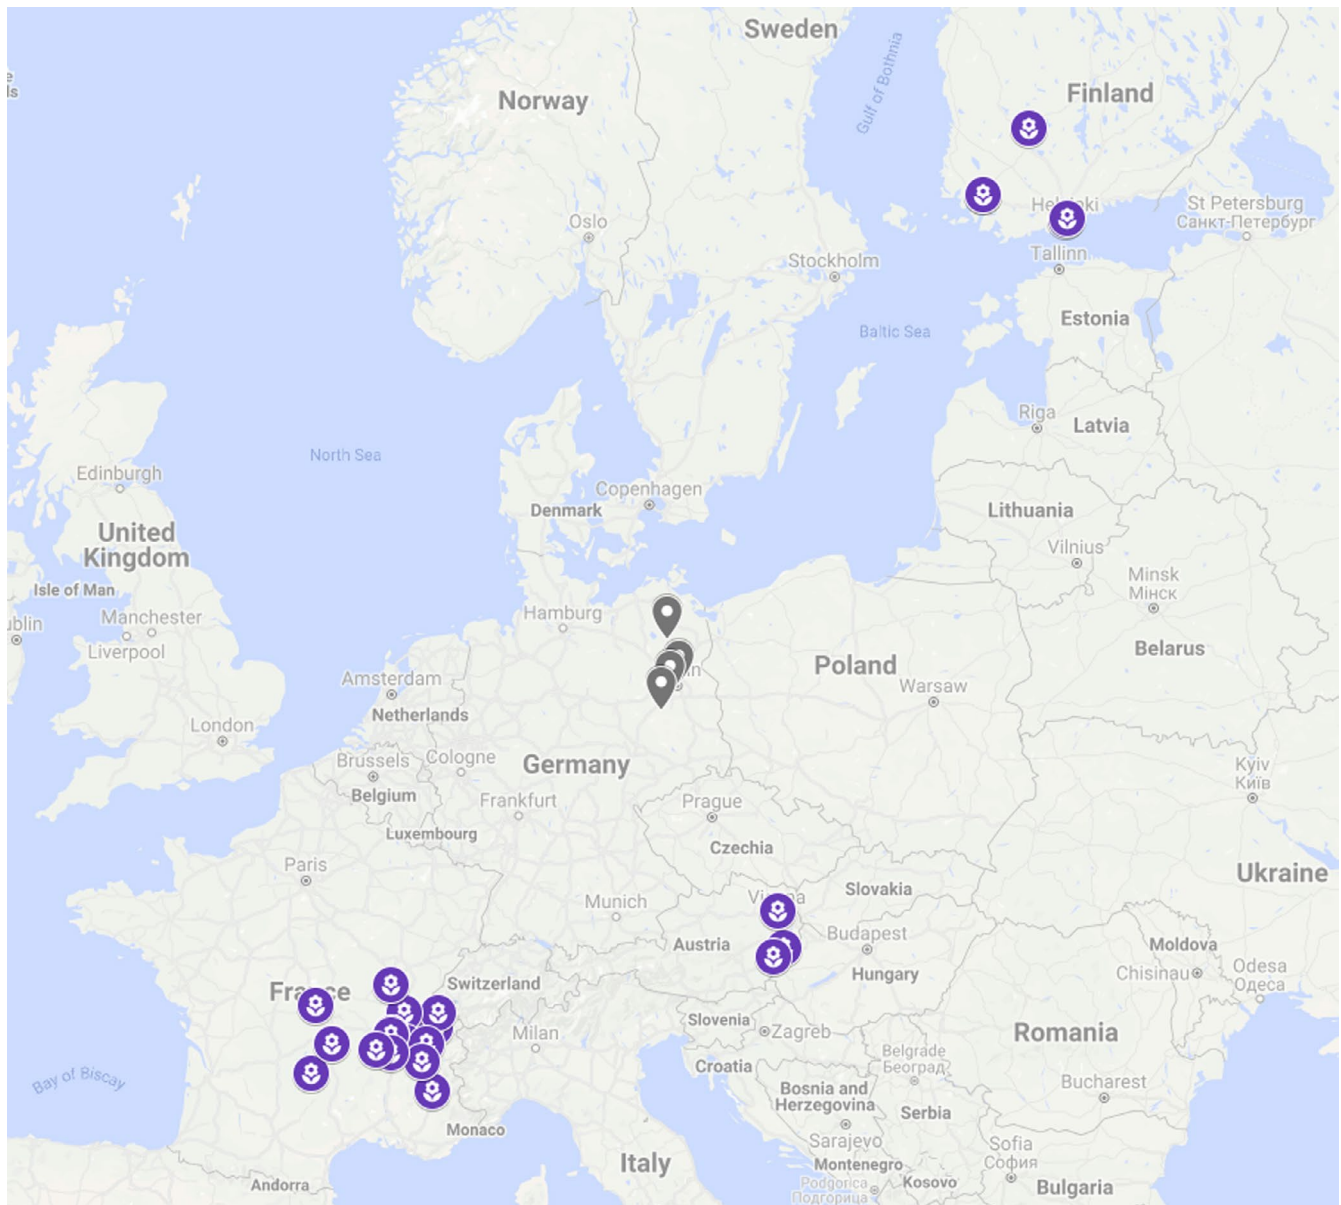 Sweden
Norway
Gulf of Bothnia
Finland
Oslo
St Petersburg
Санкт-Петербург
Stockholm
Tallinn
Estonia
Baltic Sea
Riga
Latvia
North Sea
Edinburgh
Copenhagen
Denmark
Lithuania
United
Kingdom
Vilnius
Minsk
Мінск
Isle of Man
Hamburg
Manchester
Liverpool
Belarus
Poland
Amsterdam
Warsaw
Netherlands
London
Brussels
Cologne
Germany
Kyiv
Київ
Belgium
Frankfurt
Prague
Luxembourg
Czechia
Paris
Ukraine
Slovakia
Munich
Budapest
Austria
Moldova
Hungary
Chisinau
Odesa
Одеса
Switzerland
Slovenia
Zagreb
Milan
Romania
Croatia
Belgrade
Београд
Bay of Biscay
Bosnia and
Herzegovina
Bucharest
Serbia
Monaco
Sarajevo
Sofia
София
Italy
Montenegro
Podgorica
Подгорица
Kosovo
Andorra
Bulgaria